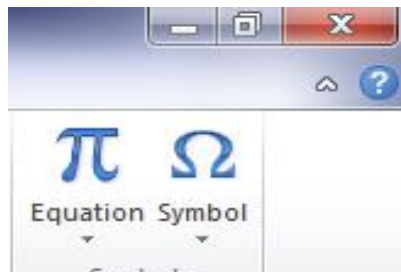 ?
π Ω
Equation Symbol